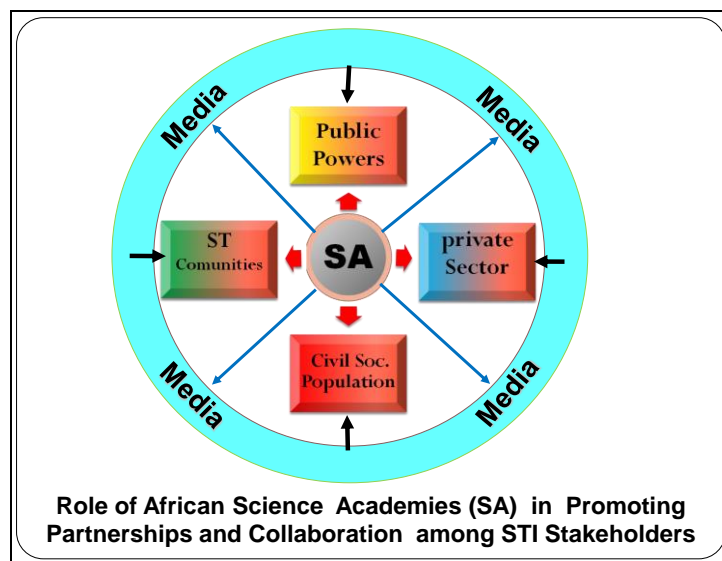 Media
Media
Public
Powers
ST
Comunities
SA
private
Sector
Civil Soc.
Population
Media
Media
Role of African Science Academies (SA) in Promoting
Partnerships and Collaboration among STI Stakeholders